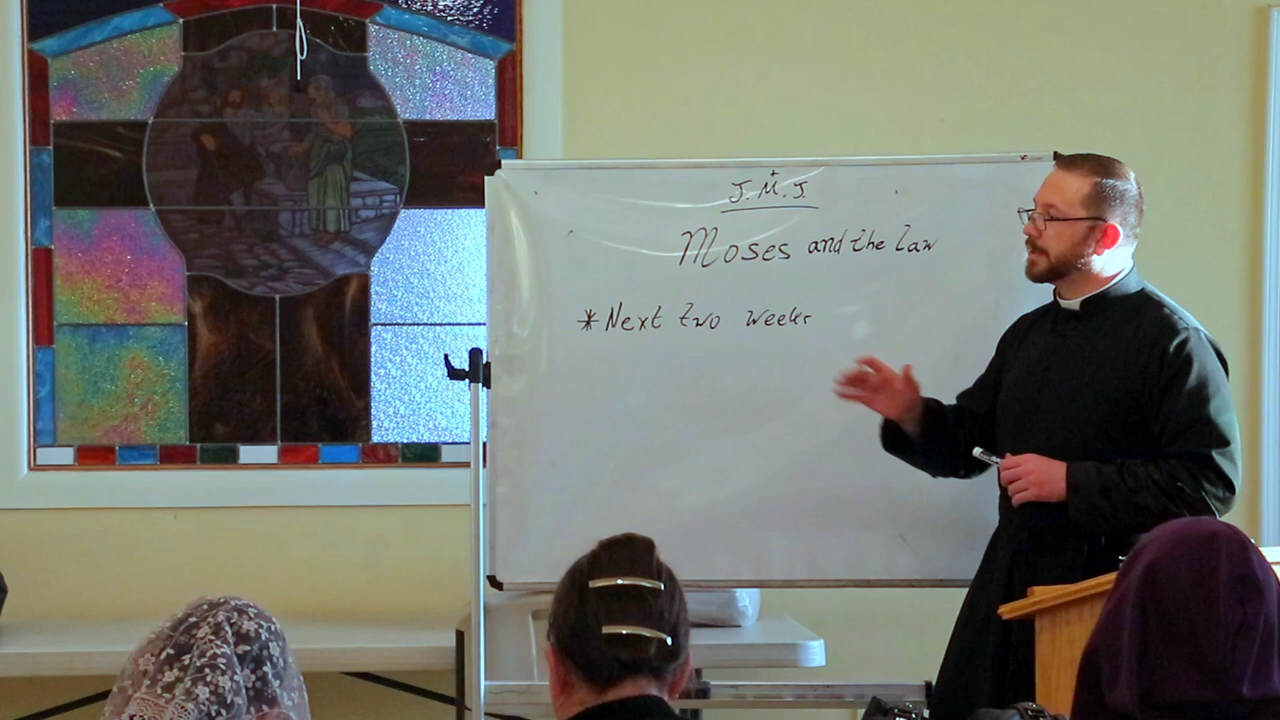 J. M. J.
Moses and the Law
*Next two weeks